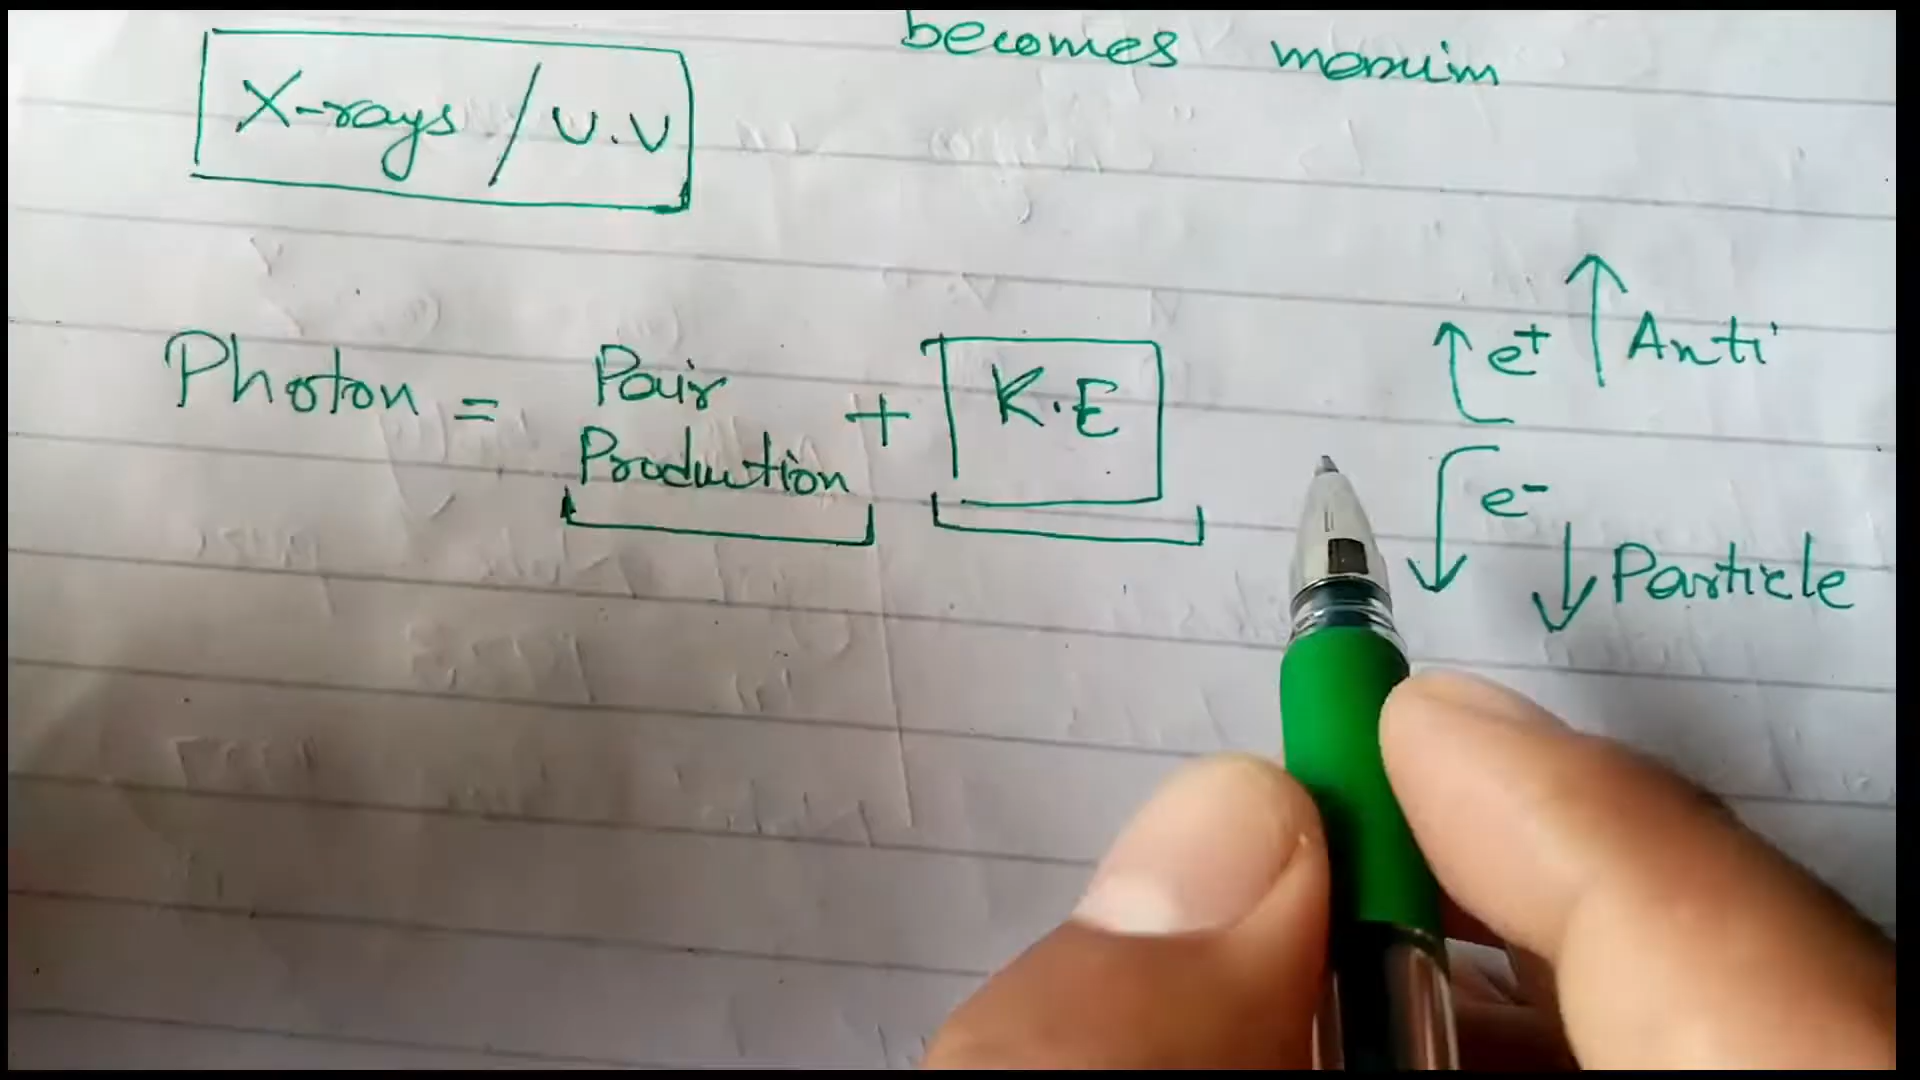 becomes
X-rays / U.V
Photon = Pair Production + K.E
e+ Anti
e- Particle